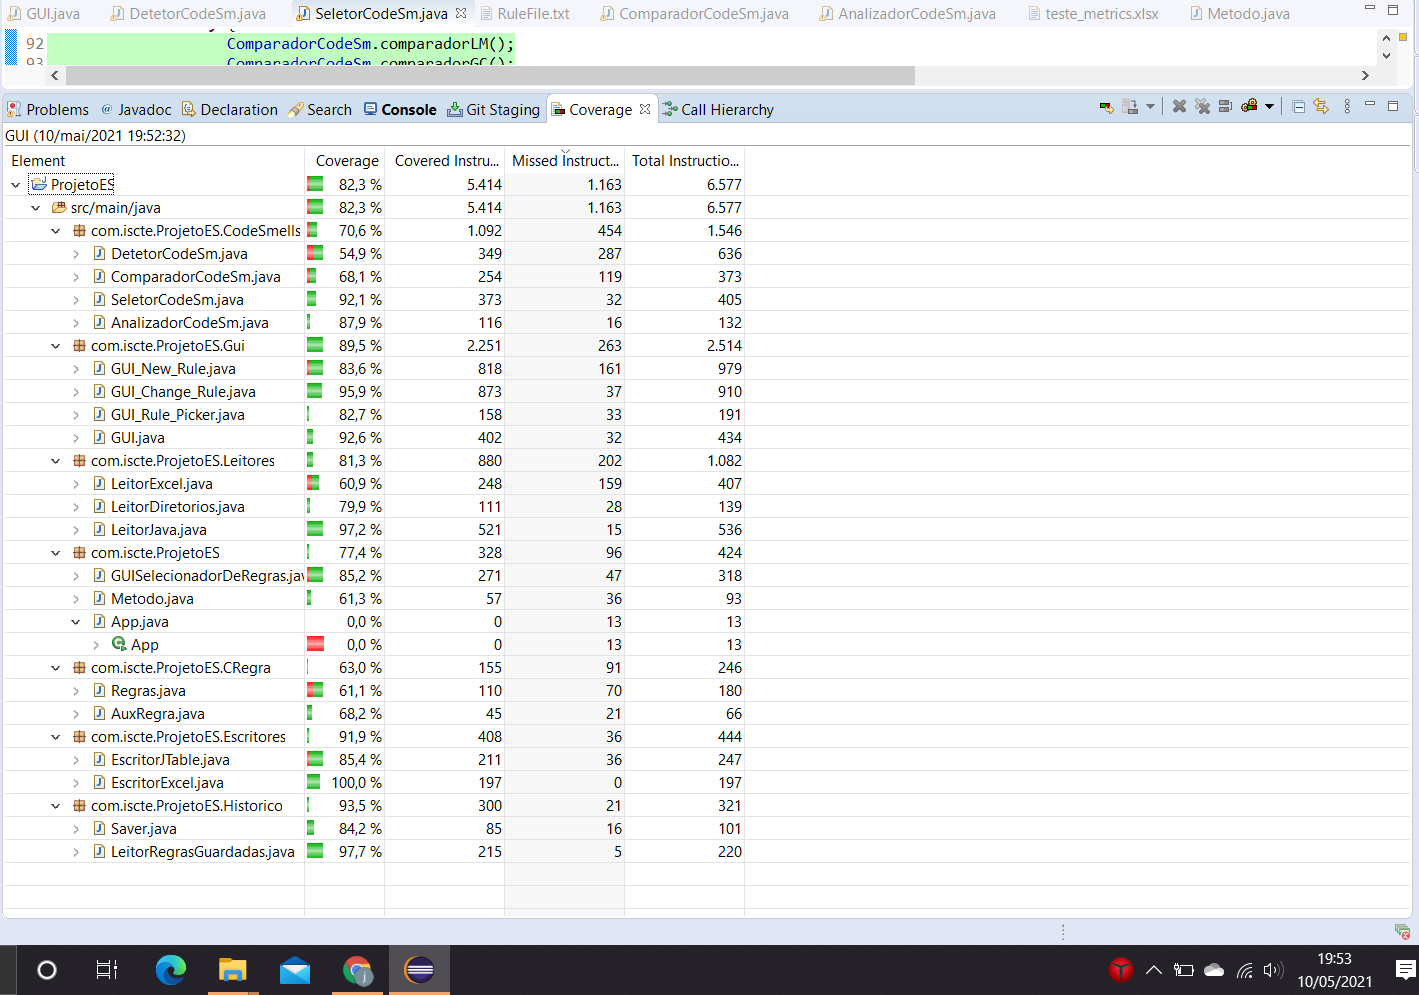 GUI.java DetetorCodeSm.java SeletorCodeSm.java RuleFile.txt ComparadorCodeSm.java AnalizadorCodeSm.java teste_metrics.xlsx Metodo.java
92 ComparadorCodeSm.comparadorLM();
93 ComparadorCodeSm.comparadorGC();
Problems @ Javadoc Declaration Search Console Git Staging Coverage Call Hierarchy
GUI (10/mai/2021 19:52:32)
Element Coverage Covered Instru... Missed Instruct... Total Instructio...
ProjetoES 82,3 % 5.414 1.163 6.577
src/main/java 82,3 % 5.414 1.163 6.577
com.iscte.ProjetoES.CodeSmells 70,6 % 1.092 454 1.546
DetetorCodeSm.java 54,9 % 349 287 636
ComparadorCodeSm.java 68,1 % 254 119 373
SeletorCodeSm.java 92,1 % 373 32 405
AnalizadorCodeSm.java 87,9 % 116 16 132
com.iscte.ProjetoES.Gui 89,5 % 2.251 263 2.514
GUI_New_Rule.java 83,6 % 818 161 979
GUI_Change_Rule.java 95,9 % 873 37 910
GUI_Rule_Picker.java 82,7 % 158 33 191
GUI.java 92,6 % 402 32 434
com.iscte.ProjetoES.Leitores 81,3 % 880 202 1.082
LeitorExcel.java 60,9 % 248 159 407
LeitorDiretorios.java 79,9 % 111 28 139
LeitorJava.java 97,2 % 521 15 536
com.iscte.ProjetoES 77,4 % 328 96 424
GUISelecionadorDeRegras.jav 85,2 % 271 47 318
Metodo.java 61,3 % 57 36 93
App.java 0,0 % 0 13 13
App 0,0 % 0 13 13
com.iscte.ProjetoES.CRegra 63,0 % 155 91 246
Regras.java 61,1 % 110 70 180
AuxRegra.java 68,2 % 45 21 66
com.iscte.ProjetoES.Escritores 91,9 % 408 36 444
EscritorJTable.java 85,4 % 211 36 247
EscritorExcel.java 100,0 % 197 0 197
com.iscte.ProjetoES.Historico 93,5 % 300 21 321
Saver.java 84,2 % 85 16 101
LeitorRegrasGuardadas.java 97,7 % 215 5 220
19:53
10/05/2021